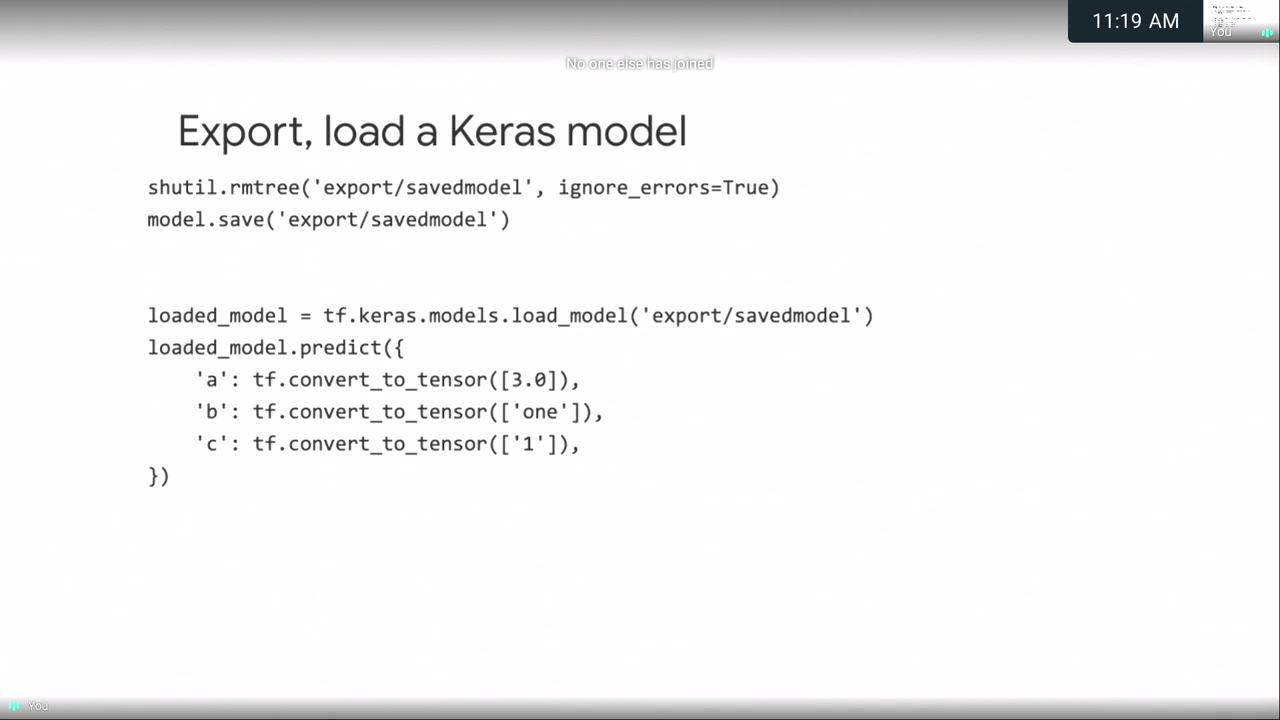 11:19 AM
You
No one else has joined
Export, load a Keras model
shutil.rmtree('export/savedmodel', ignore_errors=True)
model.save('export/savedmodel')
loaded_model = tf.keras.models.load_model('export/savedmodel')
loaded_model.predict({
    'a': tf.convert_to_tensor([3.0]),
    'b': tf.convert_to_tensor(['one']),
    'c': tf.convert_to_tensor(['1']),
})
You